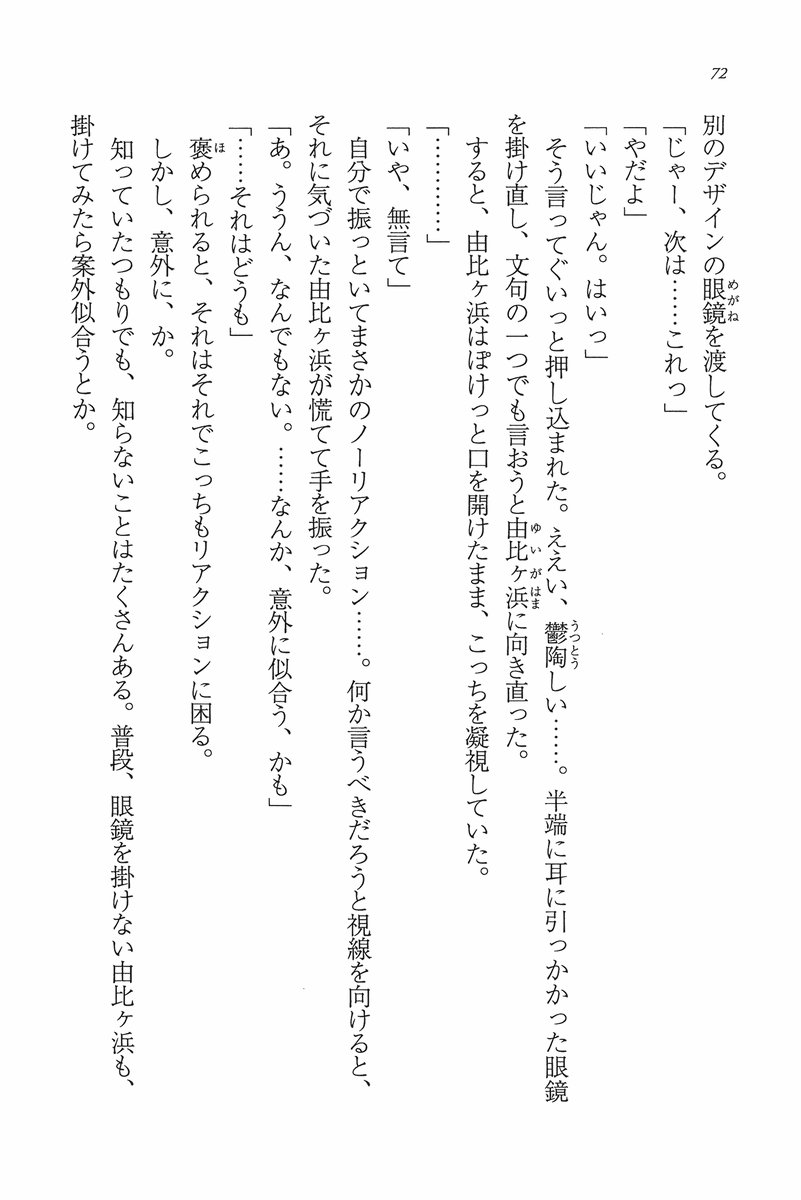 72
別のデザインの眼鏡を渡してくる。
「じゃー、次は……これっ」
「やだよ」
「いいじゃん。はいっ」
そう言ってぐいっと押し込まれた。ええい、鬱陶しい……。半端に耳に引っかかった眼鏡
を掛け直し、文句の一つでも言おうと由比ヶ浜に向き直った。
すると、由比ヶ浜はぽけっと口を開けたまま、こっちを凝視していた。
「…………」
「いや、無言て」
自分で振っといてまさかのノーリアクション……。何か言うべきだろうと視線を向けると、
それに気づいた由比ヶ浜が慌てて手を振った。
「あ。ううん、なんでもない。……なんか、意外に似合う、かも」
「……それはどうも」
褒められると、それはそれでこっちもリアクションに困る。
しかし、意外に、か。
知っていたつもりでも、知らないことはたくさんある。普段、眼鏡を掛けない由比ヶ浜も、
掛けてみたら案外似合うとか。